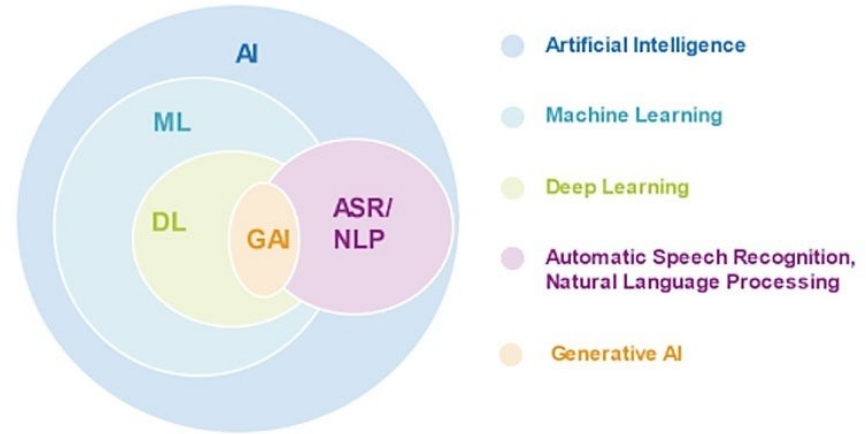 AI
ML
DL
GAI
ASR/
NLP
Artificial Intelligence
Machine Learning
Deep Learning
Automatic Speech Recognition,
Natural Language Processing
Generative AI